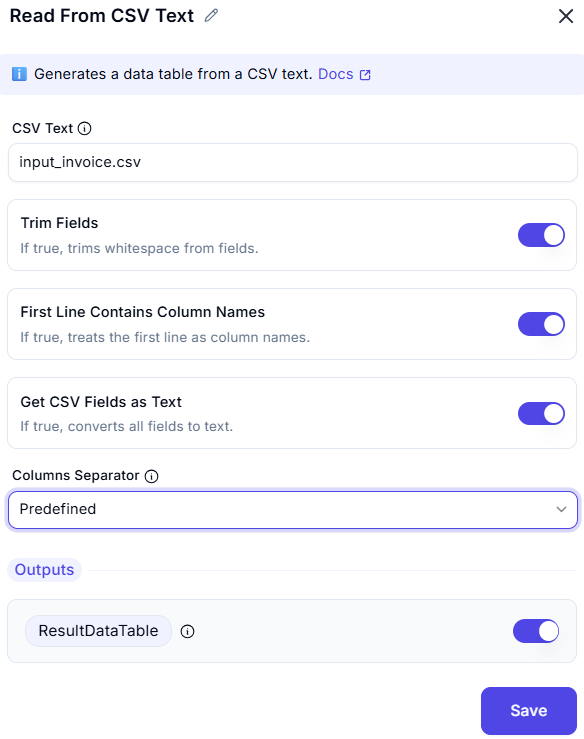 Read From CSV Text
Generates a data table from a CSV text. Docs
CSV Text
input_invoice.csv
Trim Fields
If true, trims whitespace from fields.
First Line Contains Column Names
If true, treats the first line as column names.
Get CSV Fields as Text
If true, converts all fields to text.
Columns Separator
Predefined
Outputs
ResultDataTable
Save